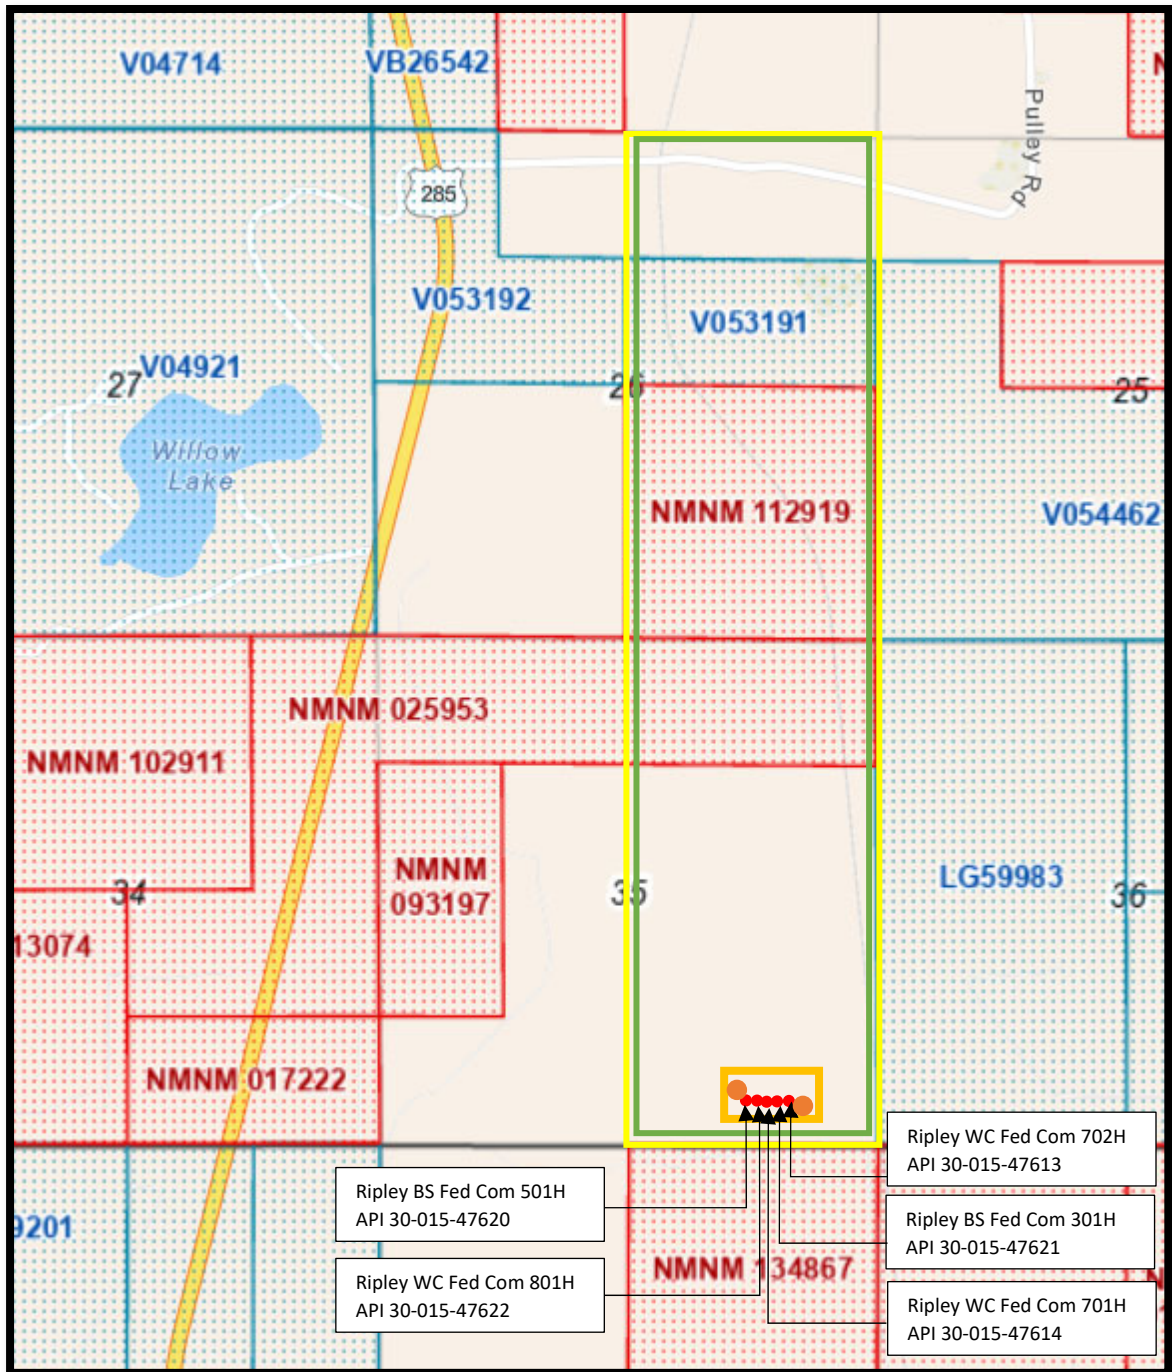 V04714
VB26542
N
Pulley Rd
285
V053192
V053191
V04921
27
26
25
Willow
Lake
NMNM 112919
V054462
NMNM 025953
NMNM 102911
NMNM
093197
LG59983
34
35
36
13074
NMNM 017222
Ripley WC Fed Com 702H
API 30-015-47613
Ripley BS Fed Com 501H
API 30-015-47620
Ripley BS Fed Com 301H
API 30-015-47621
9201
NMNM 134867
N
Ripley WC Fed Com 801H
API 30-015-47622
Ripley WC Fed Com 701H
API 30-015-47614